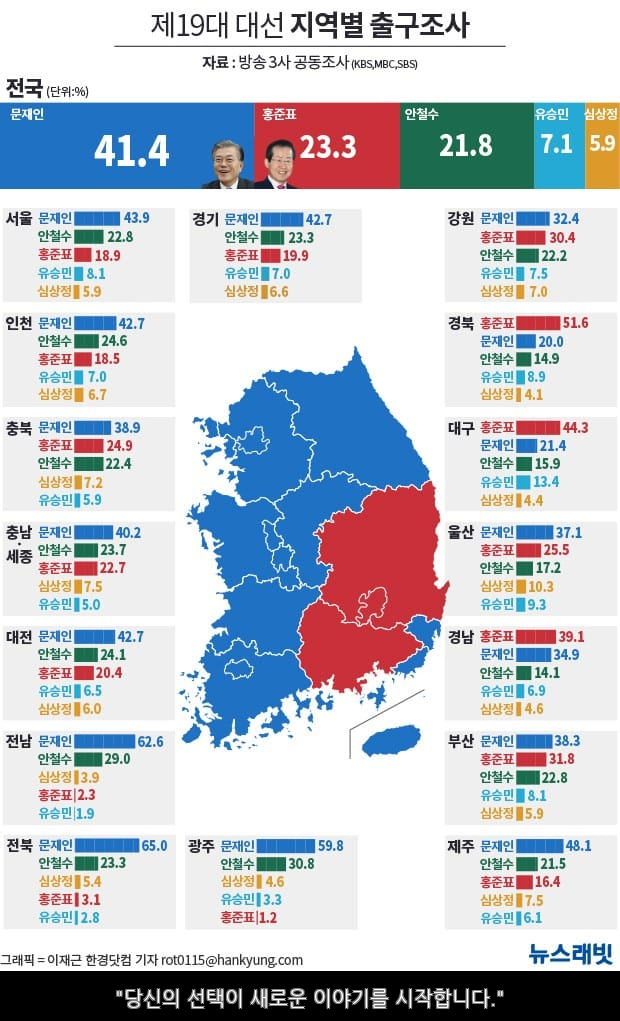 제19대 대선 지역별 출구조사
자료 : 방송 3사 공동조사 (KBS,MBC,SBS)
전국 (단위:%)
문재인 홍준표 안철수 유승민 심상정
41.4 23.3 21.8 7.1 5.9
서울 문재인 43.9
안철수 22.8
홍준표 18.9
유승민 8.1
심상정 5.9
경기 문재인 42.7
안철수 23.3
홍준표 19.9
유승민 7.0
심상정 6.6
강원 문재인 32.4
홍준표 30.4
안철수 22.2
유승민 7.5
심상정 7.0
인천 문재인 42.7
안철수 24.6
홍준표 18.5
유승민 7.0
심상정 6.7
경북 홍준표 51.6
문재인 20.0
안철수 14.9
유승민 8.9
심상정 4.1
충북 문재인 38.9
홍준표 24.9
안철수 22.4
심상정 7.2
유승민 5.9
대구 홍준표 44.3
문재인 21.4
안철수 15.9
유승민 13.4
심상정 4.4
충남·세종 문재인 40.2
안철수 23.7
홍준표 22.7
심상정 7.5
유승민 5.0
울산 문재인 37.1
홍준표 25.5
안철수 17.2
심상정 10.3
유승민 9.3
대전 문재인 42.7
안철수 24.1
홍준표 20.4
유승민 6.5
심상정 6.0
경남 홍준표 39.1
문재인 34.9
안철수 14.1
유승민 6.9
심상정 4.6
전남 문재인 62.6
안철수 29.0
심상정 3.9
홍준표 2.3
유승민 1.9
부산 문재인 38.3
홍준표 31.8
안철수 22.8
유승민 8.1
심상정 5.9
전북 문재인 65.0
안철수 23.3
심상정 5.4
홍준표 3.1
유승민 2.8
광주 문재인 59.8
안철수 30.8
심상정 4.6
유승민 3.3
홍준표 1.2
제주 문재인 48.1
안철수 21.5
홍준표 16.4
심상정 7.5
유승민 6.1
그래픽 = 이재근 한경닷컴 기자 rot0115@hankyung.com
뉴스래빗
"당신의 선택이 새로운 이야기를 시작합니다."